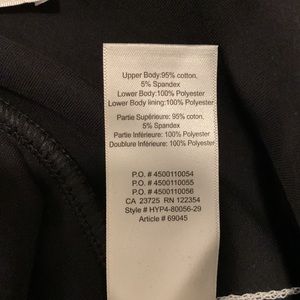 Upper Body:95% cotton,
5% Spandex
Lower Body:100% Polyester
Lower Body lining:100% Polyester
Partie Supérieure: 95% coton,
5% Spandex
Partie Inférieure: 100% Polyester
Doublure Inférieure: 100% Polyester
P.O. # 4500110054
P.O. # 4500110055
P.O. # 4500110056
CA 23725 RN 122354
Style # HYP4-80056-29
Article # 69045